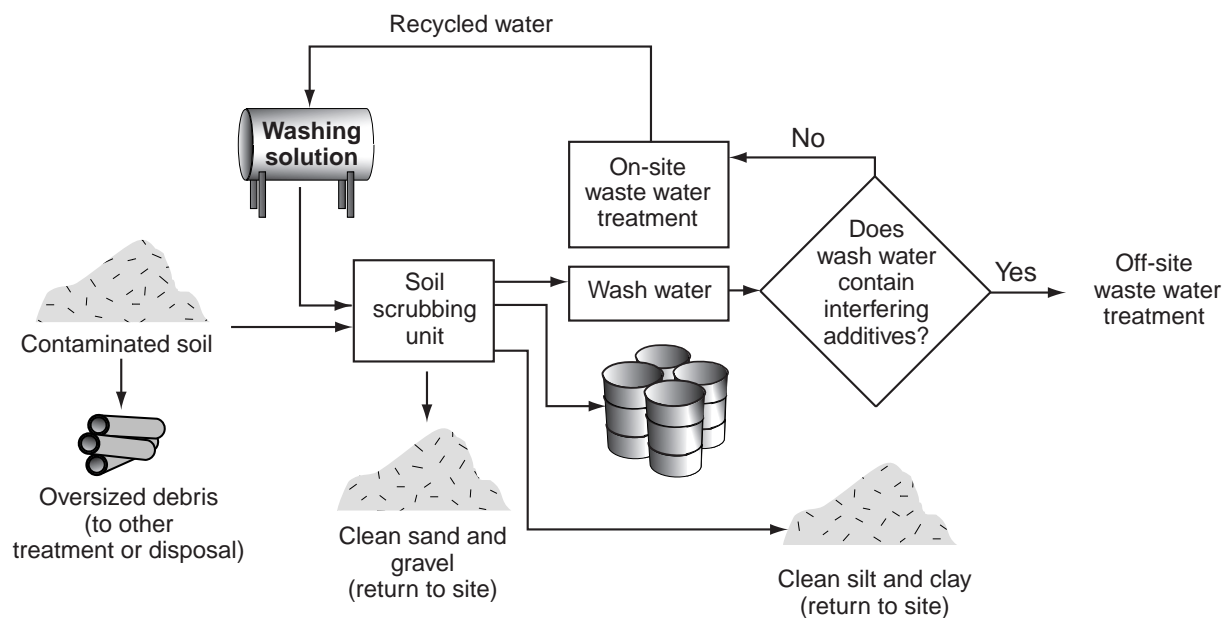 Recycled water
Washing
solution
No
On-site
waste water
treatment
Does
wash water
contain
interfering
additives?
Yes
Off-site
waste water
treatment
Soil
scrubbing
unit
Wash water
Contaminated soil
Oversized debris
(to other
treatment or disposal)
Clean sand and
gravel
(return to site)
Clean silt and clay
(return to site)